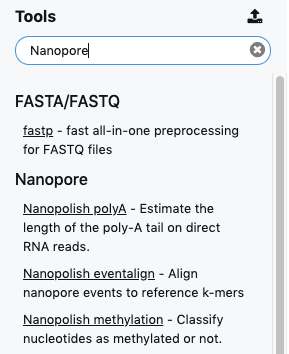 Tools
Nanopore
FASTA/FASTQ
fastp - fast all-in-one preprocessing
for FASTQ files
Nanopore
Nanopolish polyA - Estimate the
length of the poly-A tail on direct
RNA reads.
Nanopolish eventalign - Align
nanopore events to reference k-mers
Nanopolish methylation - Classify
nucleotides as methylated or not.